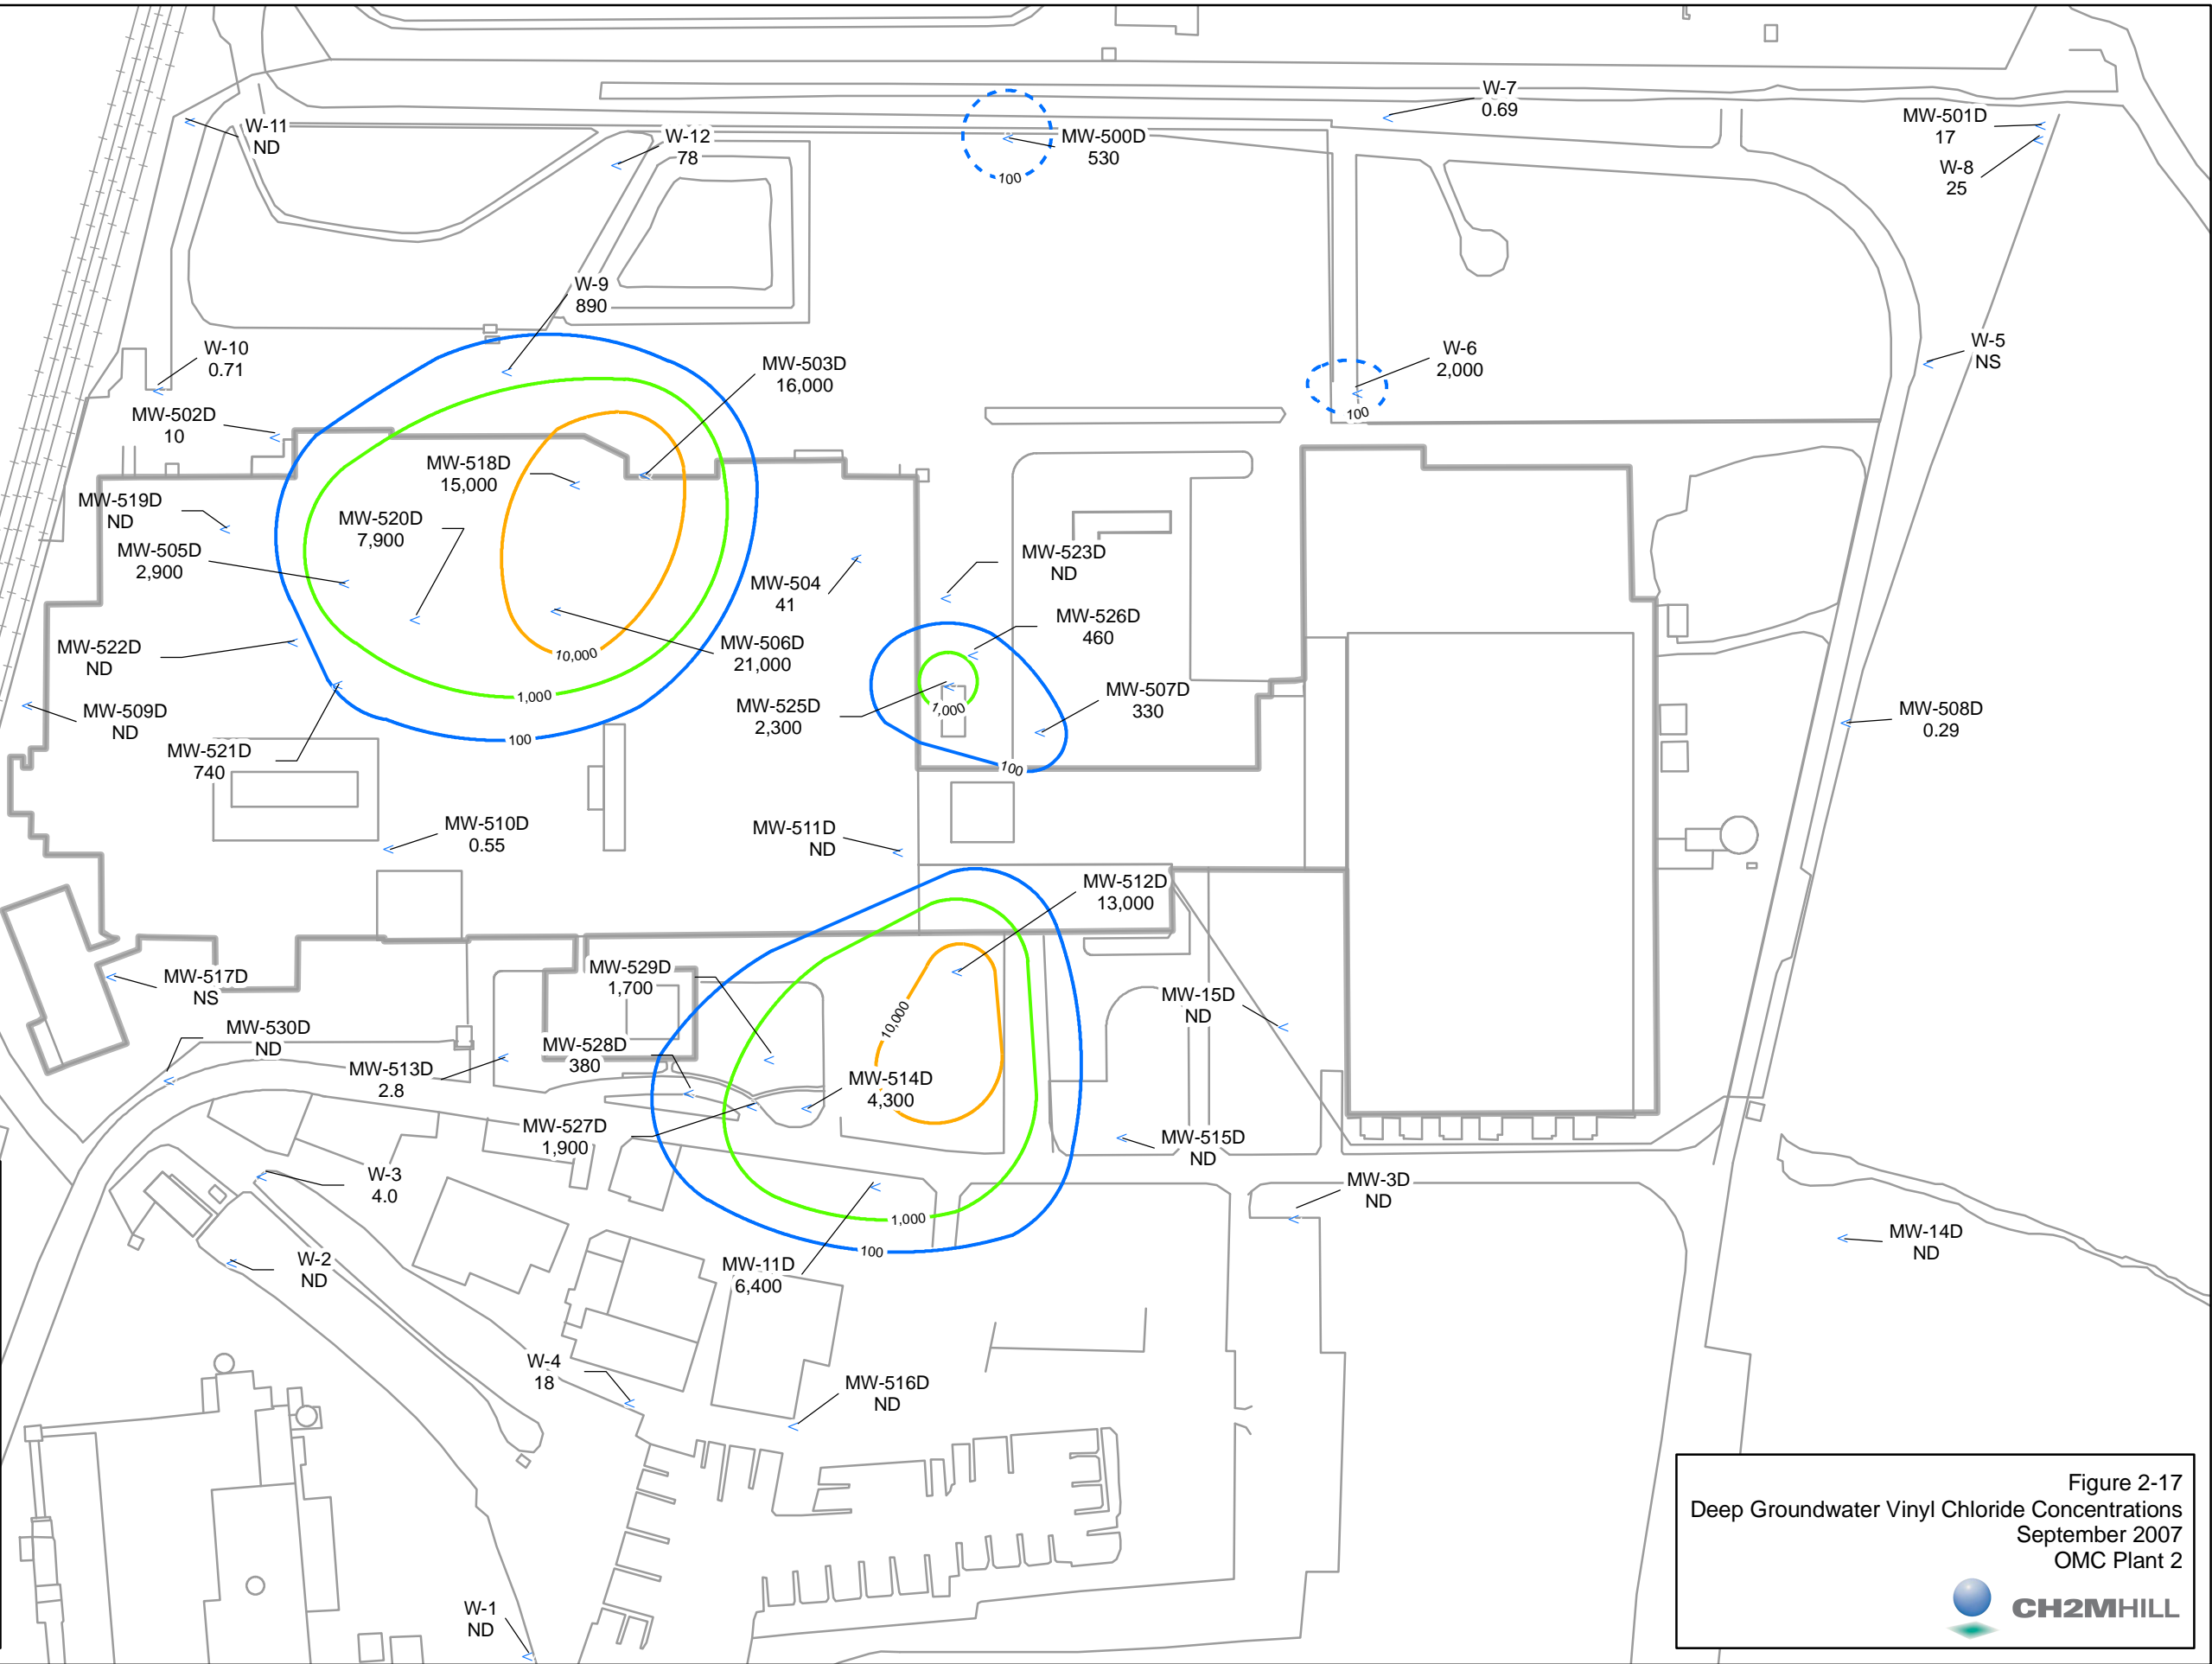 W-7
0.69
MW-501D
17
W-11
ND
W-12
78
MW-500D
530
W-8
25
100
W-9
890
W-10
0.71
MW-503D
16,000
W-6
2,000
W-5
NS
MW-502D
10
100
MW-518D
15,000
MW-519D
ND
MW-520D
7,900
MW-505D
2,900
MW-523D
ND
MW-504
41
MW-526D
460
MW-522D
ND
MW-506D
21,000
10,000
1,000
MW-507D
330
MW-525D
2,300
1,000
MW-509D
ND
MW-508D
0.29
MW-521D
740
100
100
MW-510D
0.55
MW-511D
ND
MW-512D
13,000
MW-529D
1,700
MW-517D
NS
MW-15D
ND
10,000
MW-530D
ND
MW-528D
380
MW-513D
2.8
MW-514D
4,300
MW-527D
1,900
MW-515D
ND
W-3
4.0
MW-3D
ND
1,000
MW-14D
ND
100
W-2
ND
MW-11D
6,400
W-4
18
MW-516D
ND
W-1
ND
Figure 2-17
Deep Groundwater Vinyl Chloride Concentrations
September 2007
OMC Plant 2
CH2MHILL